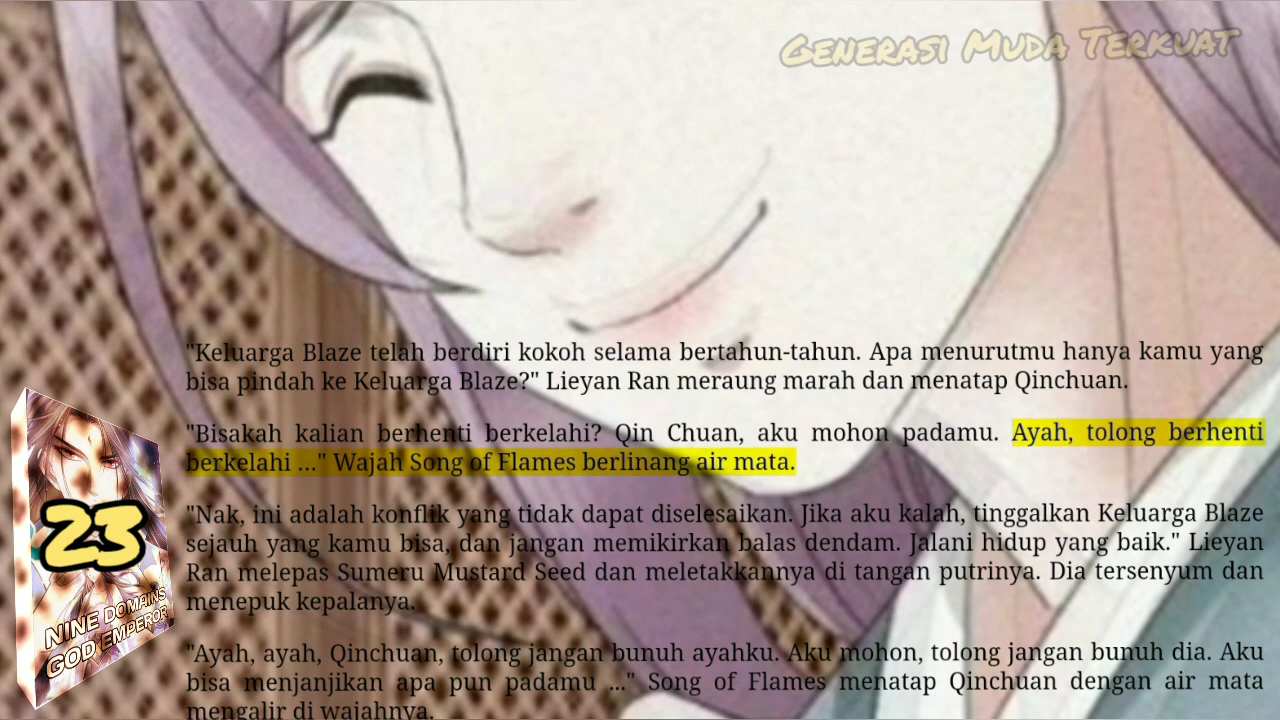 Generasi Muda Terkuat
"Keluarga Blaze telah berdiri kokoh selama bertahun-tahun. Apa menurutmu hanya kamu yang
bisa pindah ke Keluarga Blaze?" Lieyan Ran meraung marah dan menatap Qinchuan.
"Bisakah kalian berhenti berkelahi? Qin Chuan, aku mohon padamu. Ayah, tolong berhenti
berkelahi ..." Wajah Song of Flames berlinang air mata.
"Nak, ini adalah konflik yang tidak dapat diselesaikan. Jika aku kalah, tinggalkan Keluarga Blaze
sejauh yang kamu bisa, dan jangan memikirkan balas dendam. Jalani hidup yang baik." Lieyan
Ran melepas Sumeru Mustard Seed dan meletakkannya di tangan putrinya. Dia tersenyum dan
menepuk kepalanya.
"Ayah, ayah, Qinchuan, tolong jangan bunuh ayahku. Aku mohon, tolong jangan bunuh dia. Aku
bisa menjanjikan apa pun padamu ..." Song of Flames menatap Qinchuan dengan air mata
mengalir di wajahnya.
23
NINE DOMAINS
GOD EMPEROR